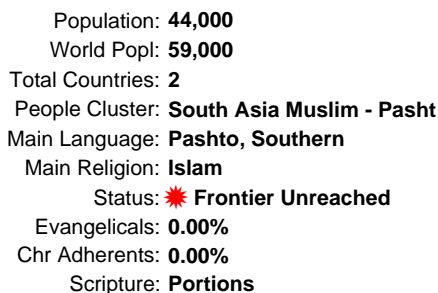 Population: 44,000
World Popl: 59,000
Total Countries: 2
People Cluster: South Asia Muslim - Pasht
Main Language: Pashto, Southern
Main Religion: Islam
Status: Frontier Unreached
Evangelicals: 0.00%
Chr Adherents: 0.00%
Scripture: Portions